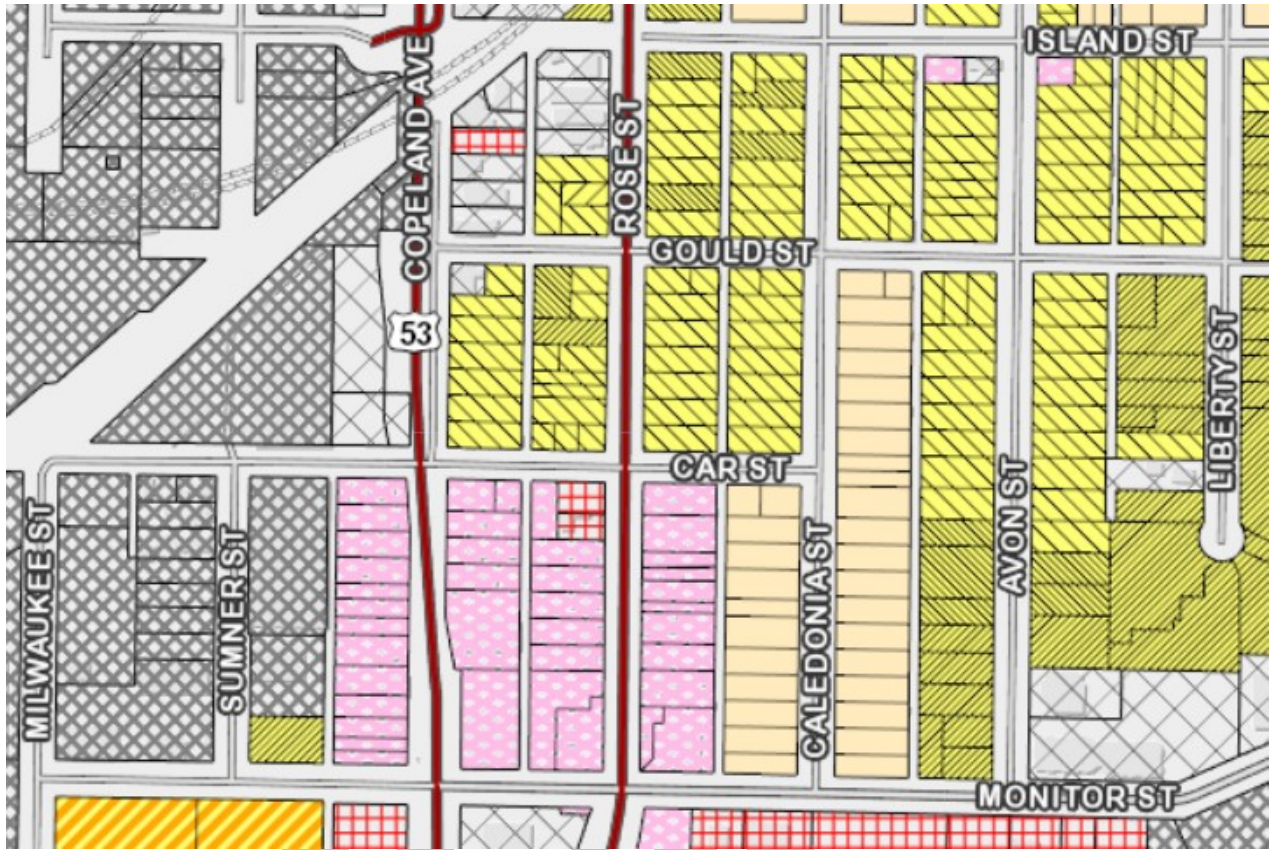 ISLAND ST
COPELAND AVE
ROSE ST
GOULD ST
53
LIBERTY ST
CAR ST
AVON ST
MILWAUKEE ST
SUMNER ST
CALEDONIA ST
MONITOR ST